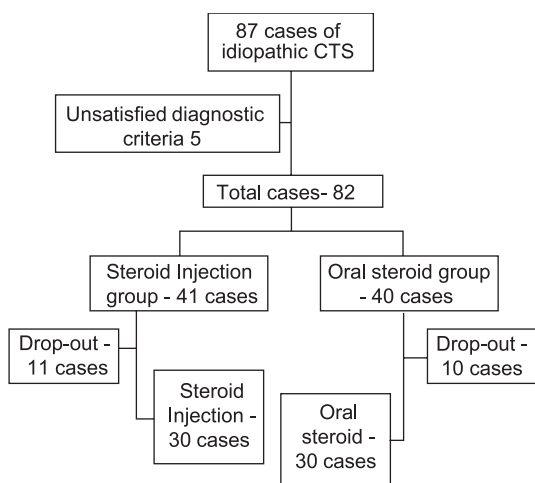 87 cases of
idiopathic CTS
Unsatisfied diagnostic
criteria 5
Total cases- 82
Steroid Injection
group - 41 cases
Oral steroid group
- 40 cases
Drop-out -
11 cases
Drop-out -
10 cases
Steroid
Injection -
30 cases
Oral
steroid -
30 cases